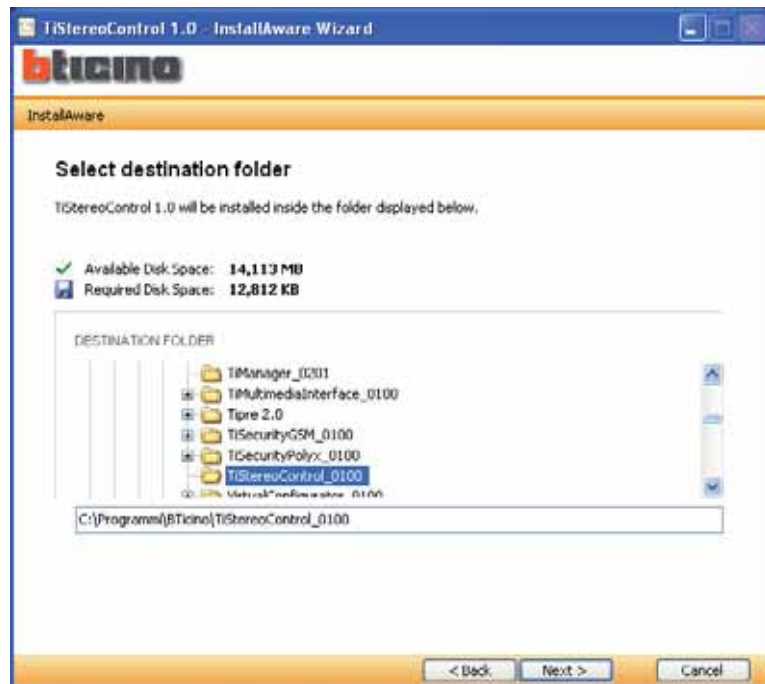 TiStereoControl 1.0 - InstallAware Wizard
bticino
InstallAware
Select destination folder
TiStereoControl 1.0 will be installed inside the folder displayed below.
Available Disk Space: 14,113 MB
Required Disk Space: 12,812 KB
DESTINATION FOLDER
TiManager_0201
TiMultimediaInterface_0100
Tipre 2.0
TiSecurityGSM_0100
TiSecurityPolyx_0100
TiStereoControl_0100
VirtualConfigurator_0100
C:\Programmi\BTicino\TiStereoControl_0100
< Back
Next >
Cancel